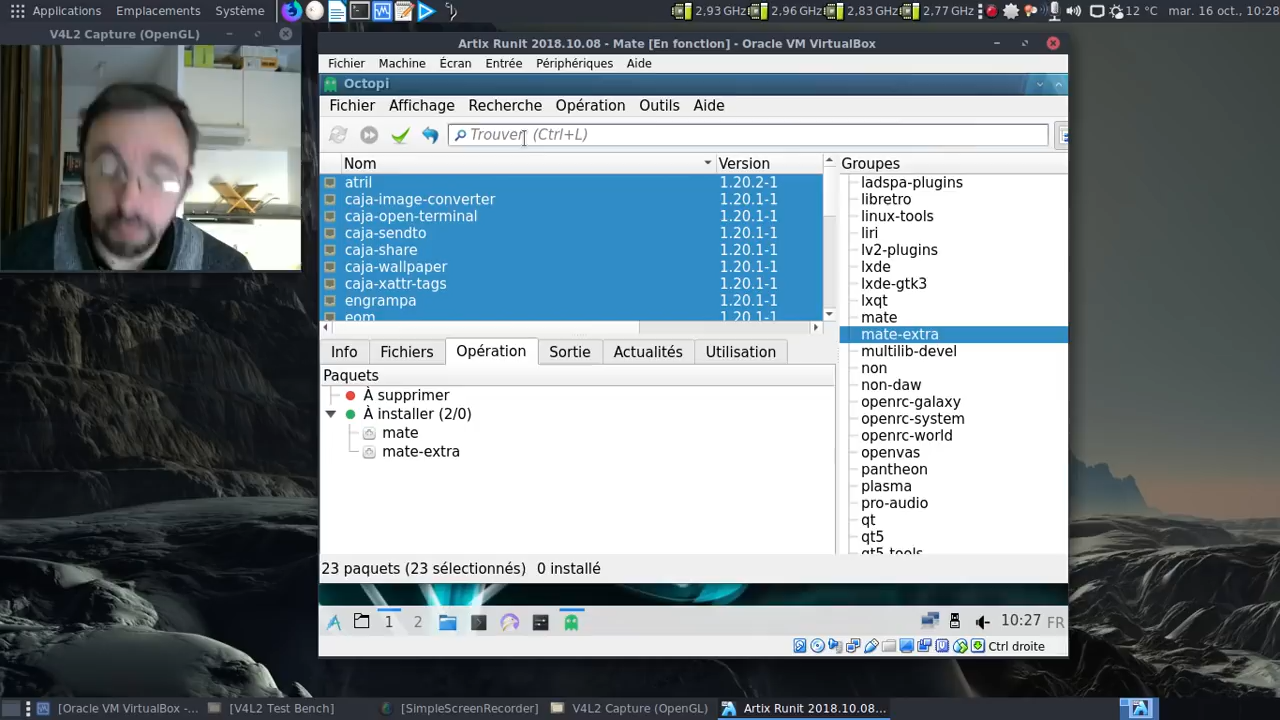 Applications Emplacements Système 2,93 GHz 2,96 GHz 2,83 GHz 2,77 GHz 12 °C mar. 16 oct., 10:28
V4L2 Capture (OpenGL)
Artix Runit 2018.10.08 - Mate [En fonction] - Oracle VM VirtualBox
Fichier Machine Écran Entrée Périphériques Aide
Octopi
Fichier Affichage Recherche Opération Outils Aide
Trouver (Ctrl+L)
Nom Version
atril 1.20.2-1
caja-image-converter 1.20.1-1
caja-open-terminal 1.20.1-1
caja-sendto 1.20.1-1
caja-share 1.20.1-1
caja-wallpaper 1.20.1-1
caja-xattr-tags 1.20.1-1
engrampa 1.20.1-1
eom 1.20.1-1
Groupes
ladspa-plugins
libretro
linux-tools
liri
lv2-plugins
lxde
lxde-gtk3
lxqt
mate
mate-extra
multilib-devel
non
non-daw
openrc-galaxy
openrc-system
openrc-world
openvas
pantheon
plasma
pro-audio
qt
qt5
qt5-tools
Info Fichiers Opération Sortie Actualités Utilisation
Paquets
À supprimer
À installer (2/0)
mate
mate-extra
23 paquets (23 sélectionnés) 0 installé
1 2 10:27 FR
Ctrl droite
[Oracle VM VirtualBox -... [V4L2 Test Bench] [SimpleScreenRecorder] V4L2 Capture (OpenGL) Artix Runit 2018.10.08...